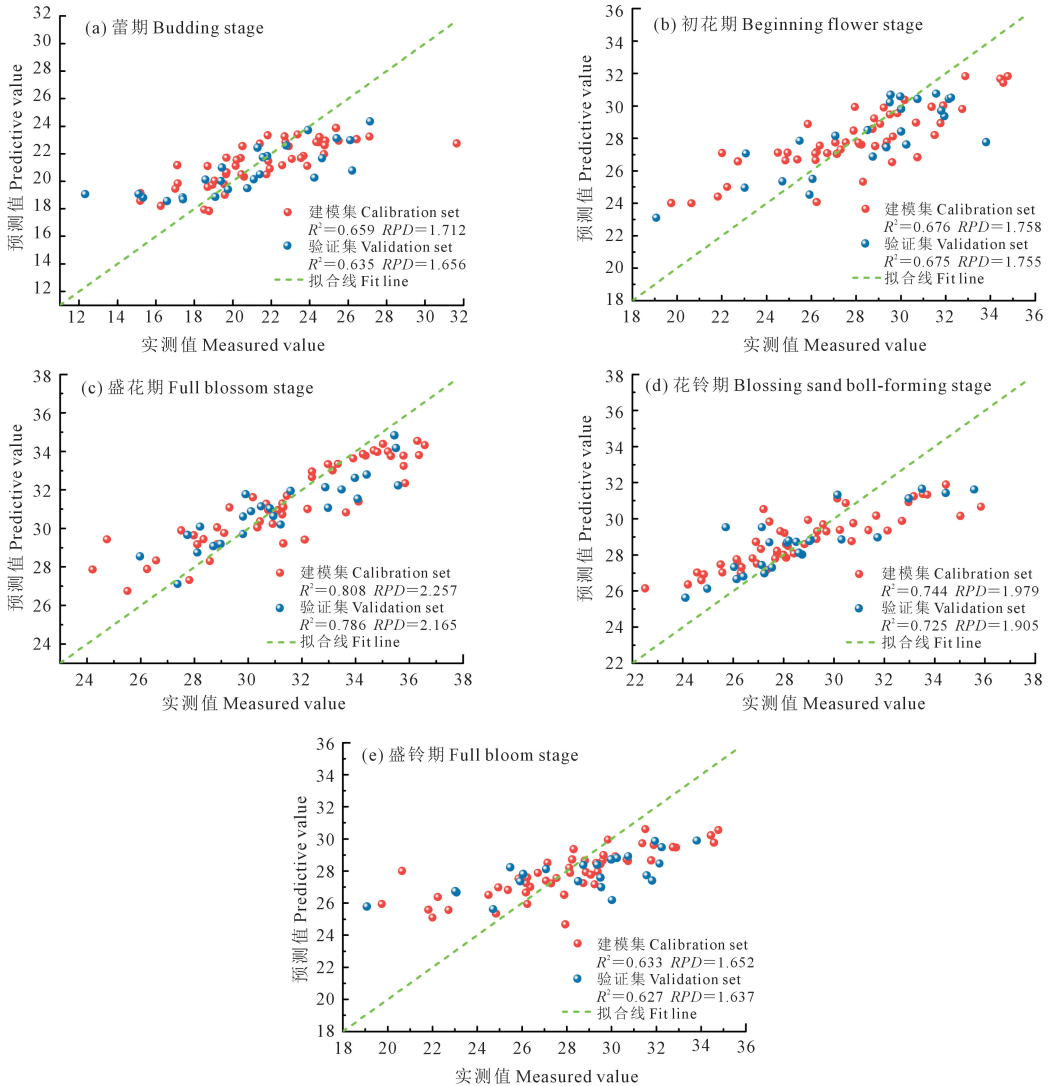 (a) 蕾期 Budding stage
32
29
26
23
20
17
14
11
预测值 Predictive value
建模集 Calibration set
R²=0.659 RPD=1.712
验证集 Validation set
R²=0.635 RPD=1.656
拟合线 Fit line
12 14 16 18 20 22 24 26 28 30 32
实测值 Measured value
(b) 初花期 Beginning flower stage
36
34
32
30
28
26
24
22
20
18
预测值 Predictive value
建模集 Calibration set
R²=0.676 RPD=1.758
验证集 Validation set
R²=0.675 RPD=1.755
拟合线 Fit line
18 20 22 24 26 28 30 32 34 36
实测值 Measured value
(c) 盛花期 Full blossom stage
38
36
34
32
30
28
26
24
预测值 Predictive value
建模集 Calibration set
R²=0.808 RPD=2.257
验证集 Validation set
R²=0.786 RPD=2.165
拟合线 Fit line
24 26 28 30 32 34 36 38
实测值 Measured value
(d) 花铃期 Blossing sand boll-forming stage
38
36
34
32
30
28
26
24
22
预测值 Predictive value
建模集 Calibration set
R²=0.744 RPD=1.979
验证集 Validation set
R²=0.725 RPD=1.905
拟合线 Fit line
22 24 26 28 30 32 34 36 38
实测值 Measured value
(e) 盛铃期 Full bloom stage
36
34
32
30
28
26
24
22
20
18
预测值 Predictive value
建模集 Calibration set
R²=0.633 RPD=1.652
验证集 Validation set
R²=0.627 RPD=1.637
拟合线 Fit line
18 20 22 24 26 28 30 32 34 36
实测值 Measured value